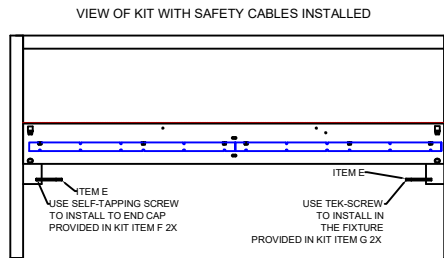 VIEW OF KIT WITH SAFETY CABLES INSTALLED
ITEM E
USE SELF-TAPPING SCREW
TO INSTALL TO END CAP
PROVIDED IN KIT ITEM F 2X
ITEM E
USE TEK-SCREW
TO INSTALL IN
THE FIXTURE
PROVIDED IN KIT ITEM G 2X